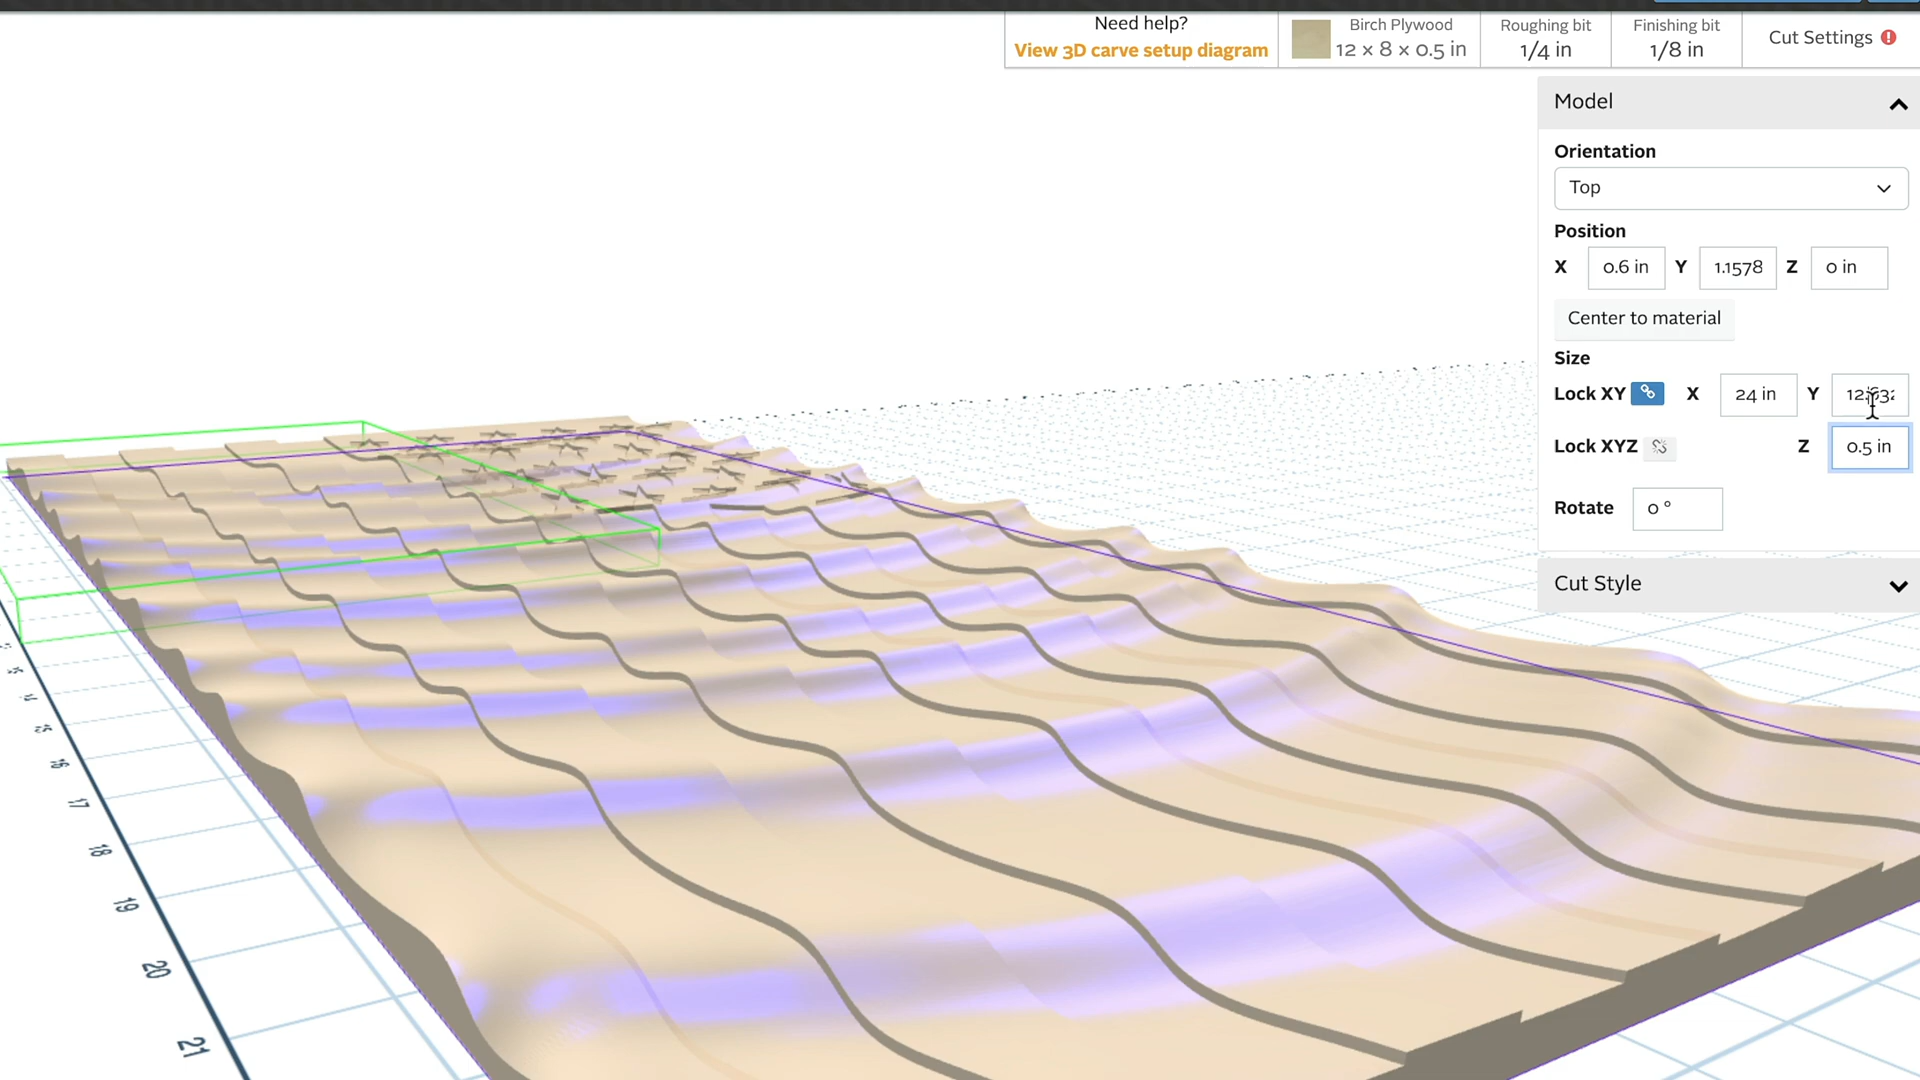 Need help?
View 3D carve setup diagram
Birch Plywood
12 × 8 × 0.5 in
Roughing bit
1/4 in
Finishing bit
1/8 in
Cut Settings
Model
Orientation
Top
Position
X 0.6 in Y 1.1578 Z 0 in
Center to material
Size
Lock XY X 24 in Y
Lock XYZ Z 0.5 in
Rotate 0 °
Cut Style
16
17
18
19
20
21